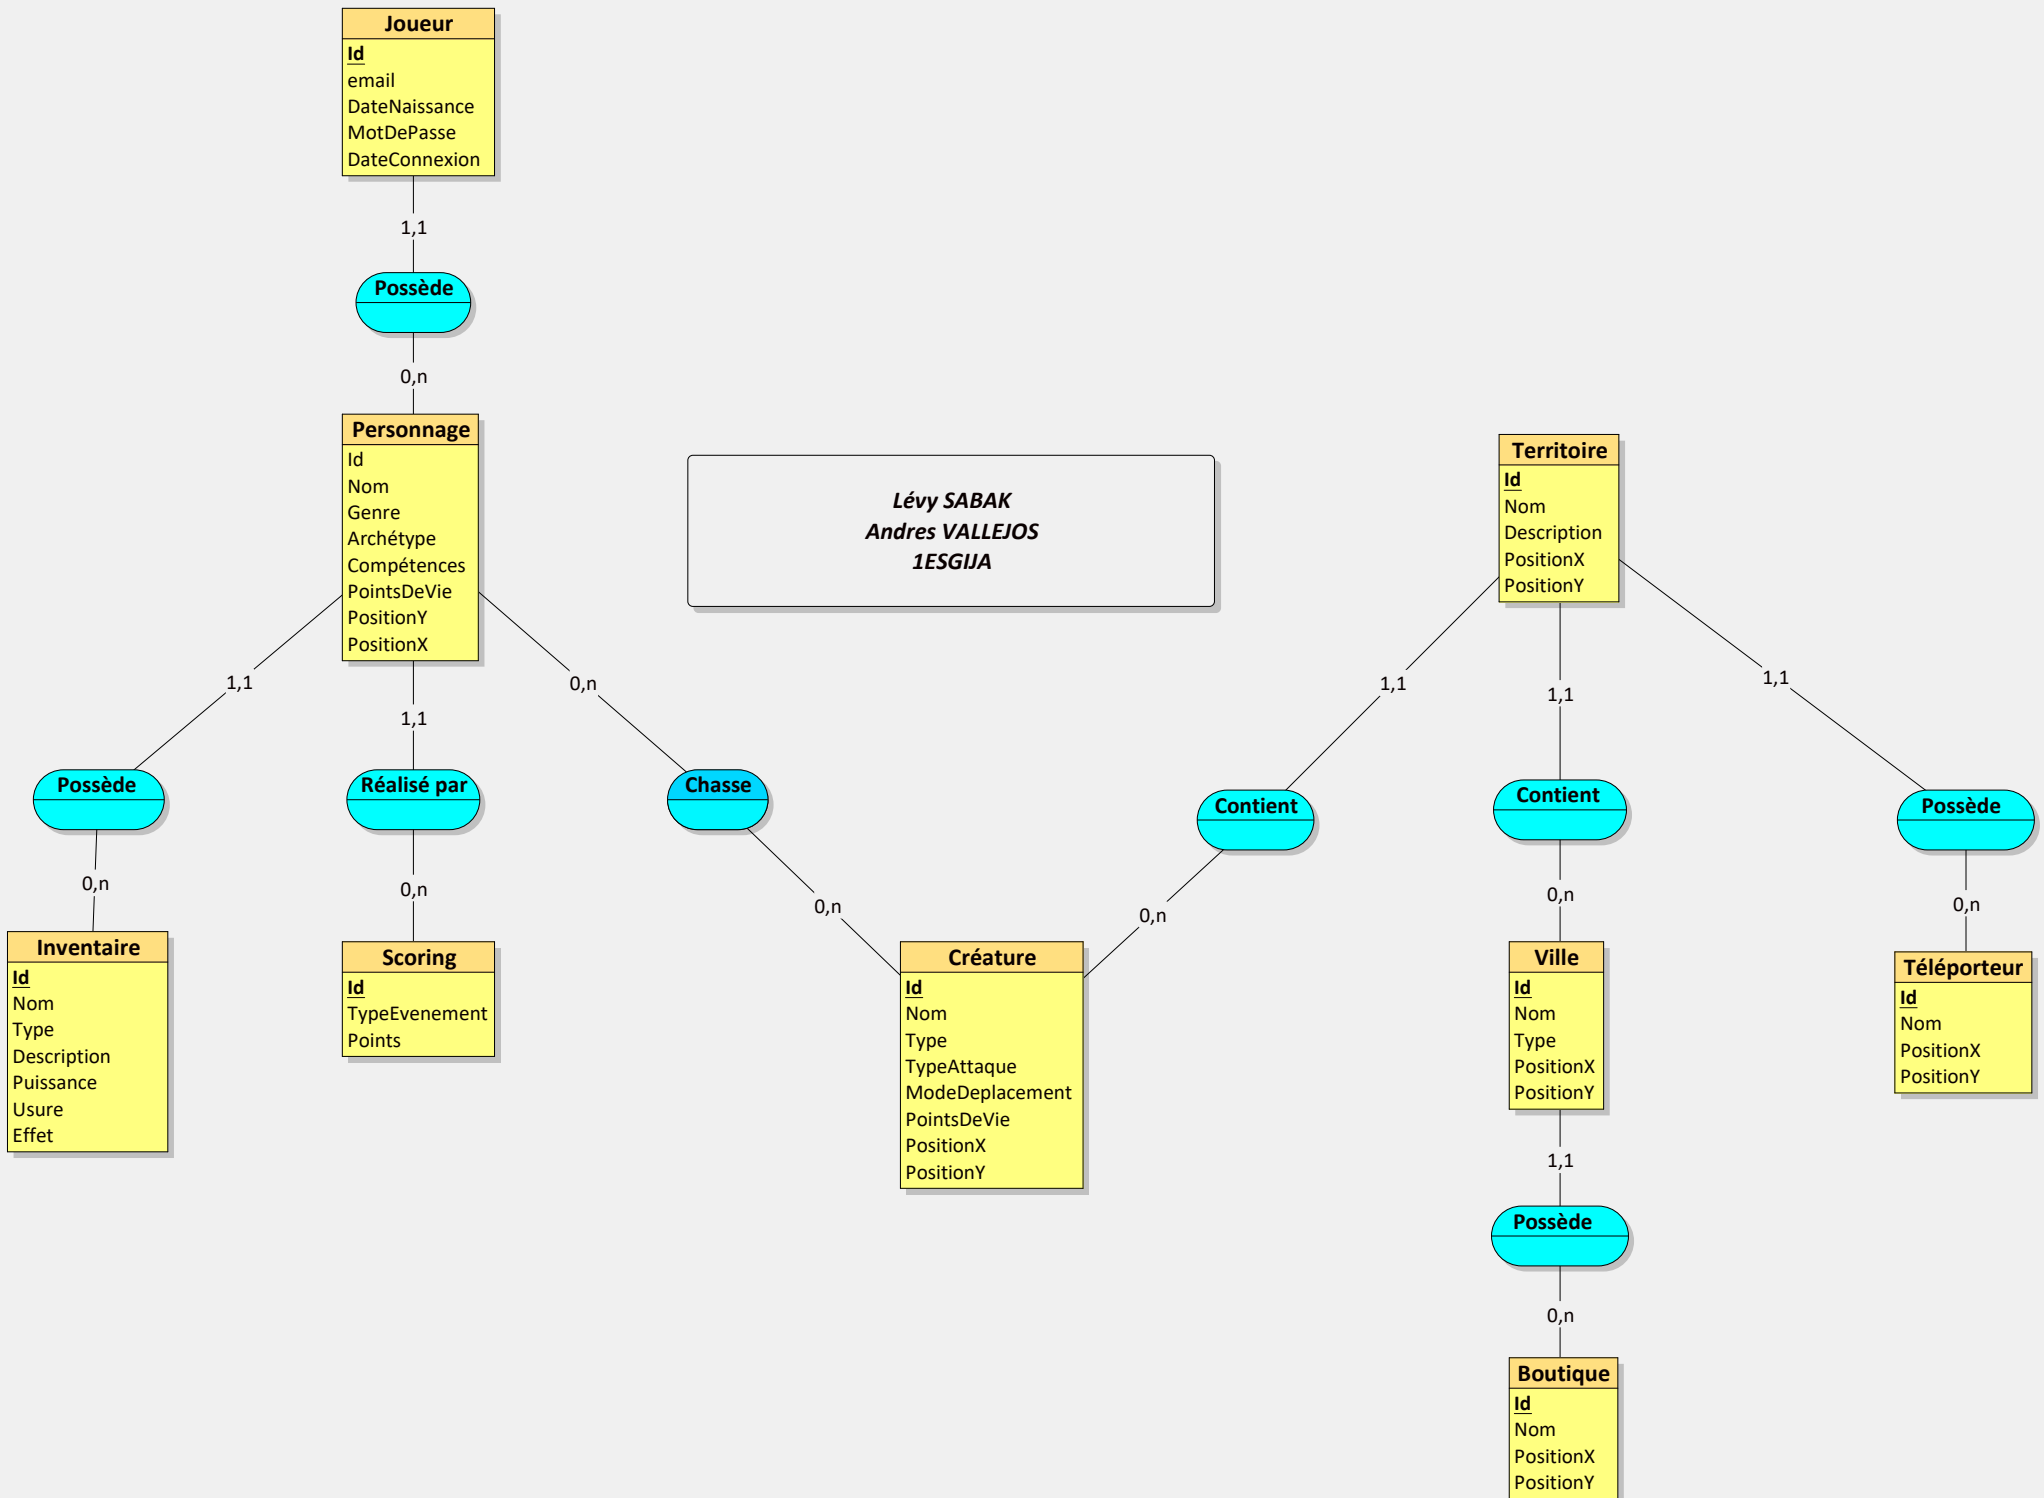 Joueur
Id
email
DateNaissance
MotDePasse
DateConnexion
1,1
Possède
0,n
Personnage
Id
Nom
Genre
Archétype
Compétences
PointsDeVie
PositionY
PositionX
Lévy SABAK
Andres VALLEJOS
1ESGIJA
Territoire
Id
Nom
Description
PositionX
PositionY
1,1
1,1
0,n
1,1
1,1
1,1
Possède
Réalisé par
Chasse
Contient
Contient
Possède
0,n
0,n
0,n
0,n
0,n
0,n
Inventaire
Id
Nom
Type
Description
Puissance
Usure
Effet
Scoring
Id
TypeEvenement
Points
Créature
Id
Nom
Type
TypeAttaque
ModeDeplacement
PointsDeVie
PositionX
PositionY
Ville
Id
Nom
Type
PositionX
PositionY
Téléporteur
Id
Nom
PositionX
PositionY
1,1
Possède
0,n
Boutique
Id
Nom
PositionX
PositionY